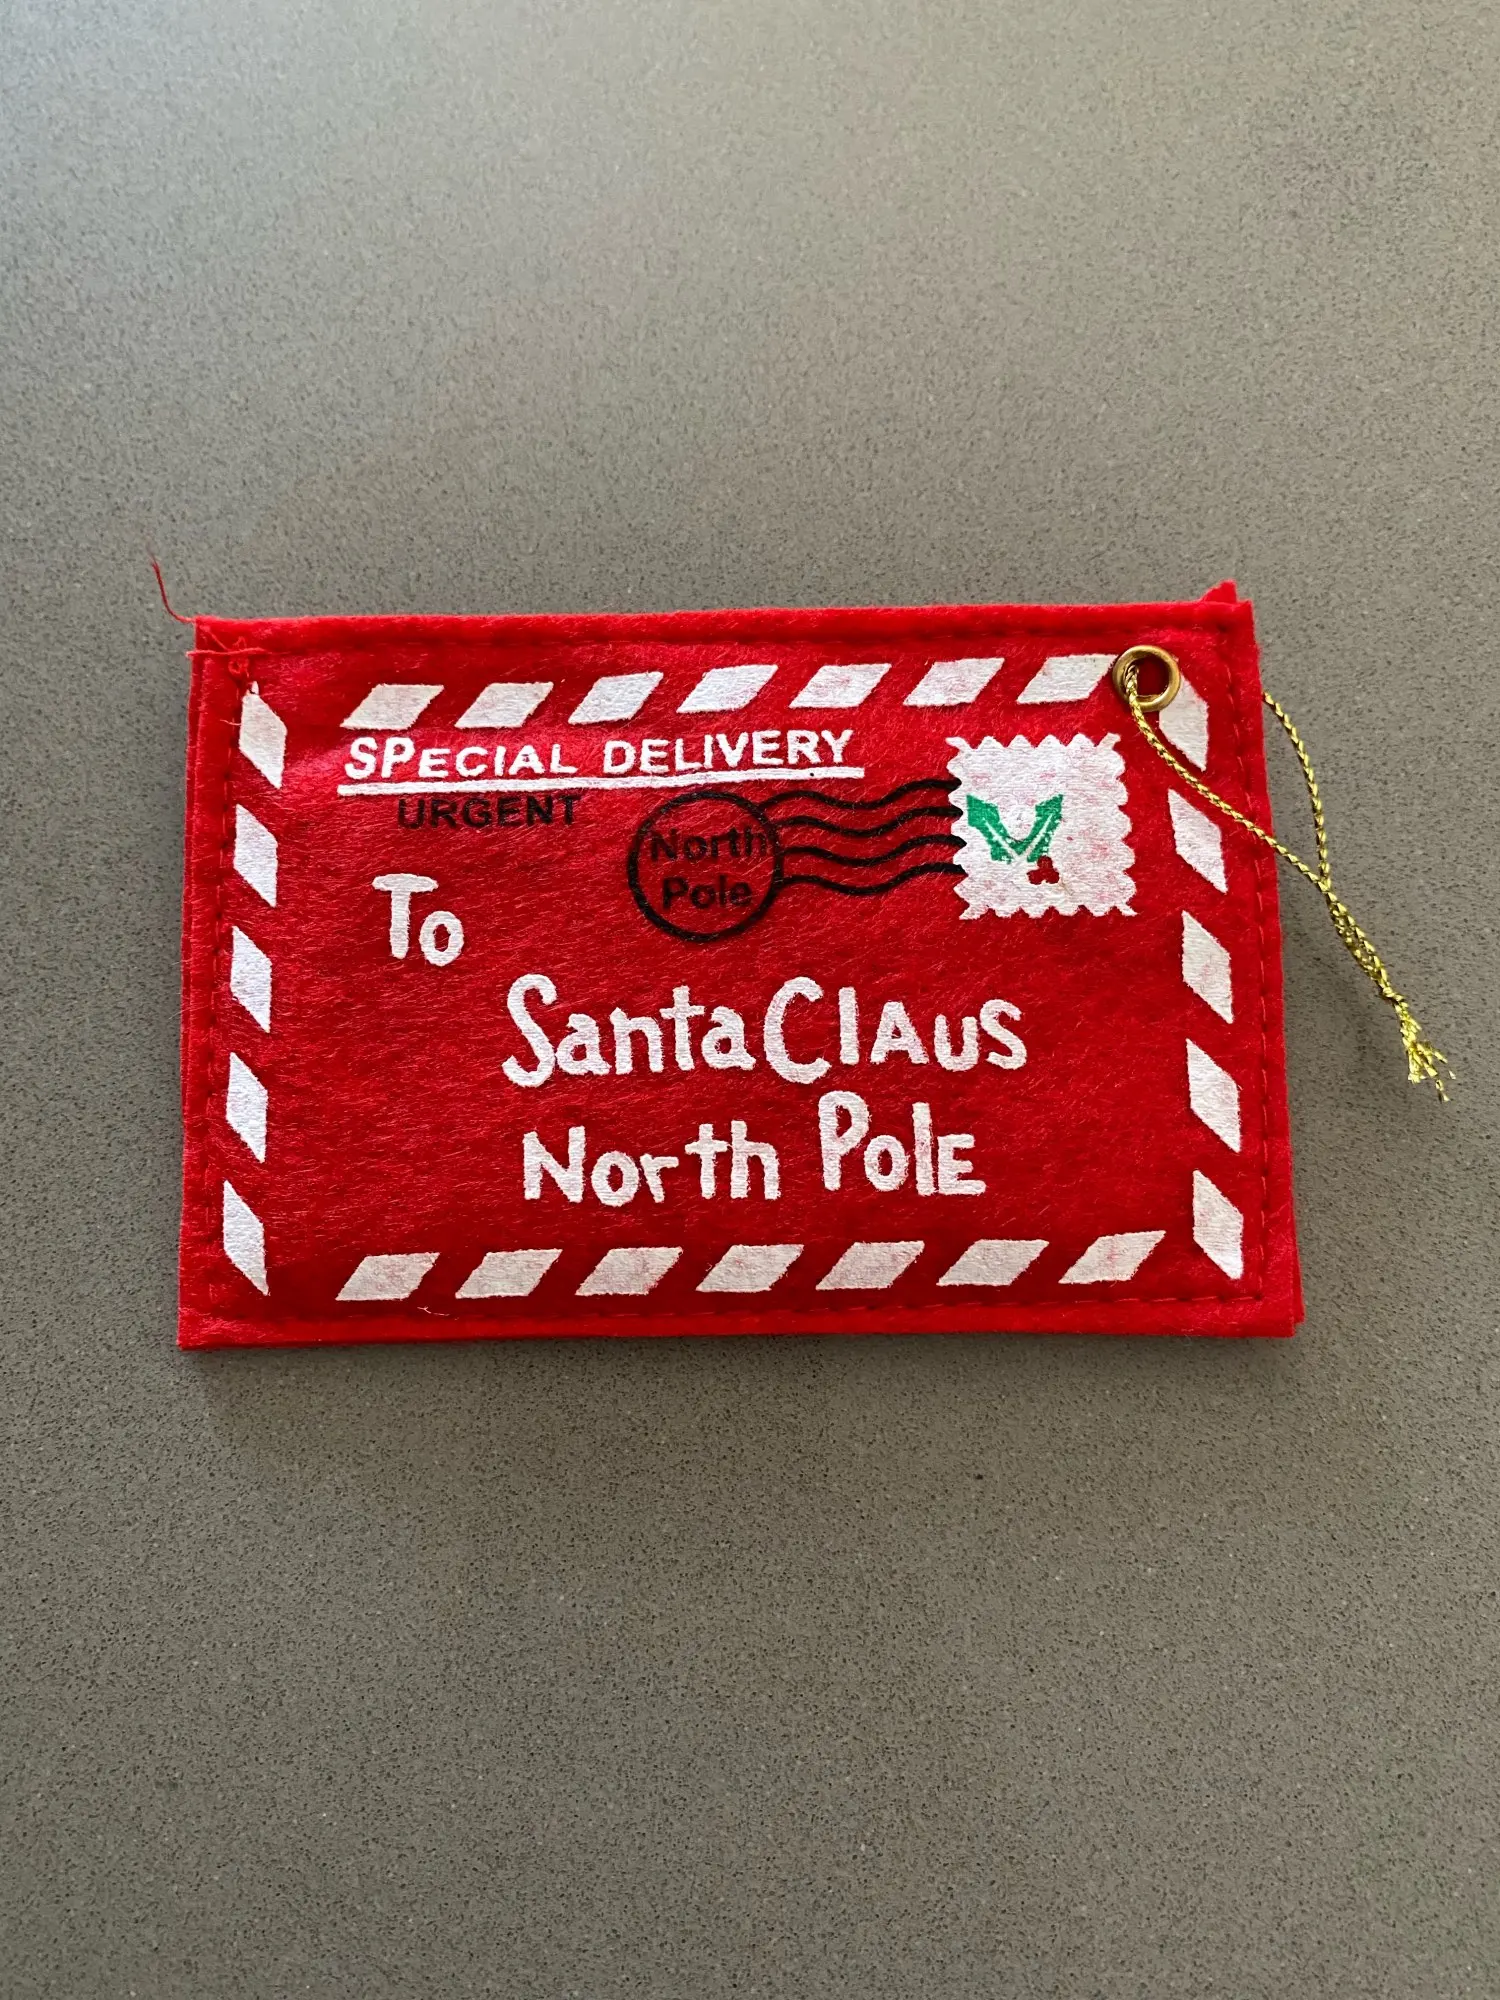 SPECIAL DELIVERY
URGENT
North
Pole
To
Santa ClAuS
North PolE